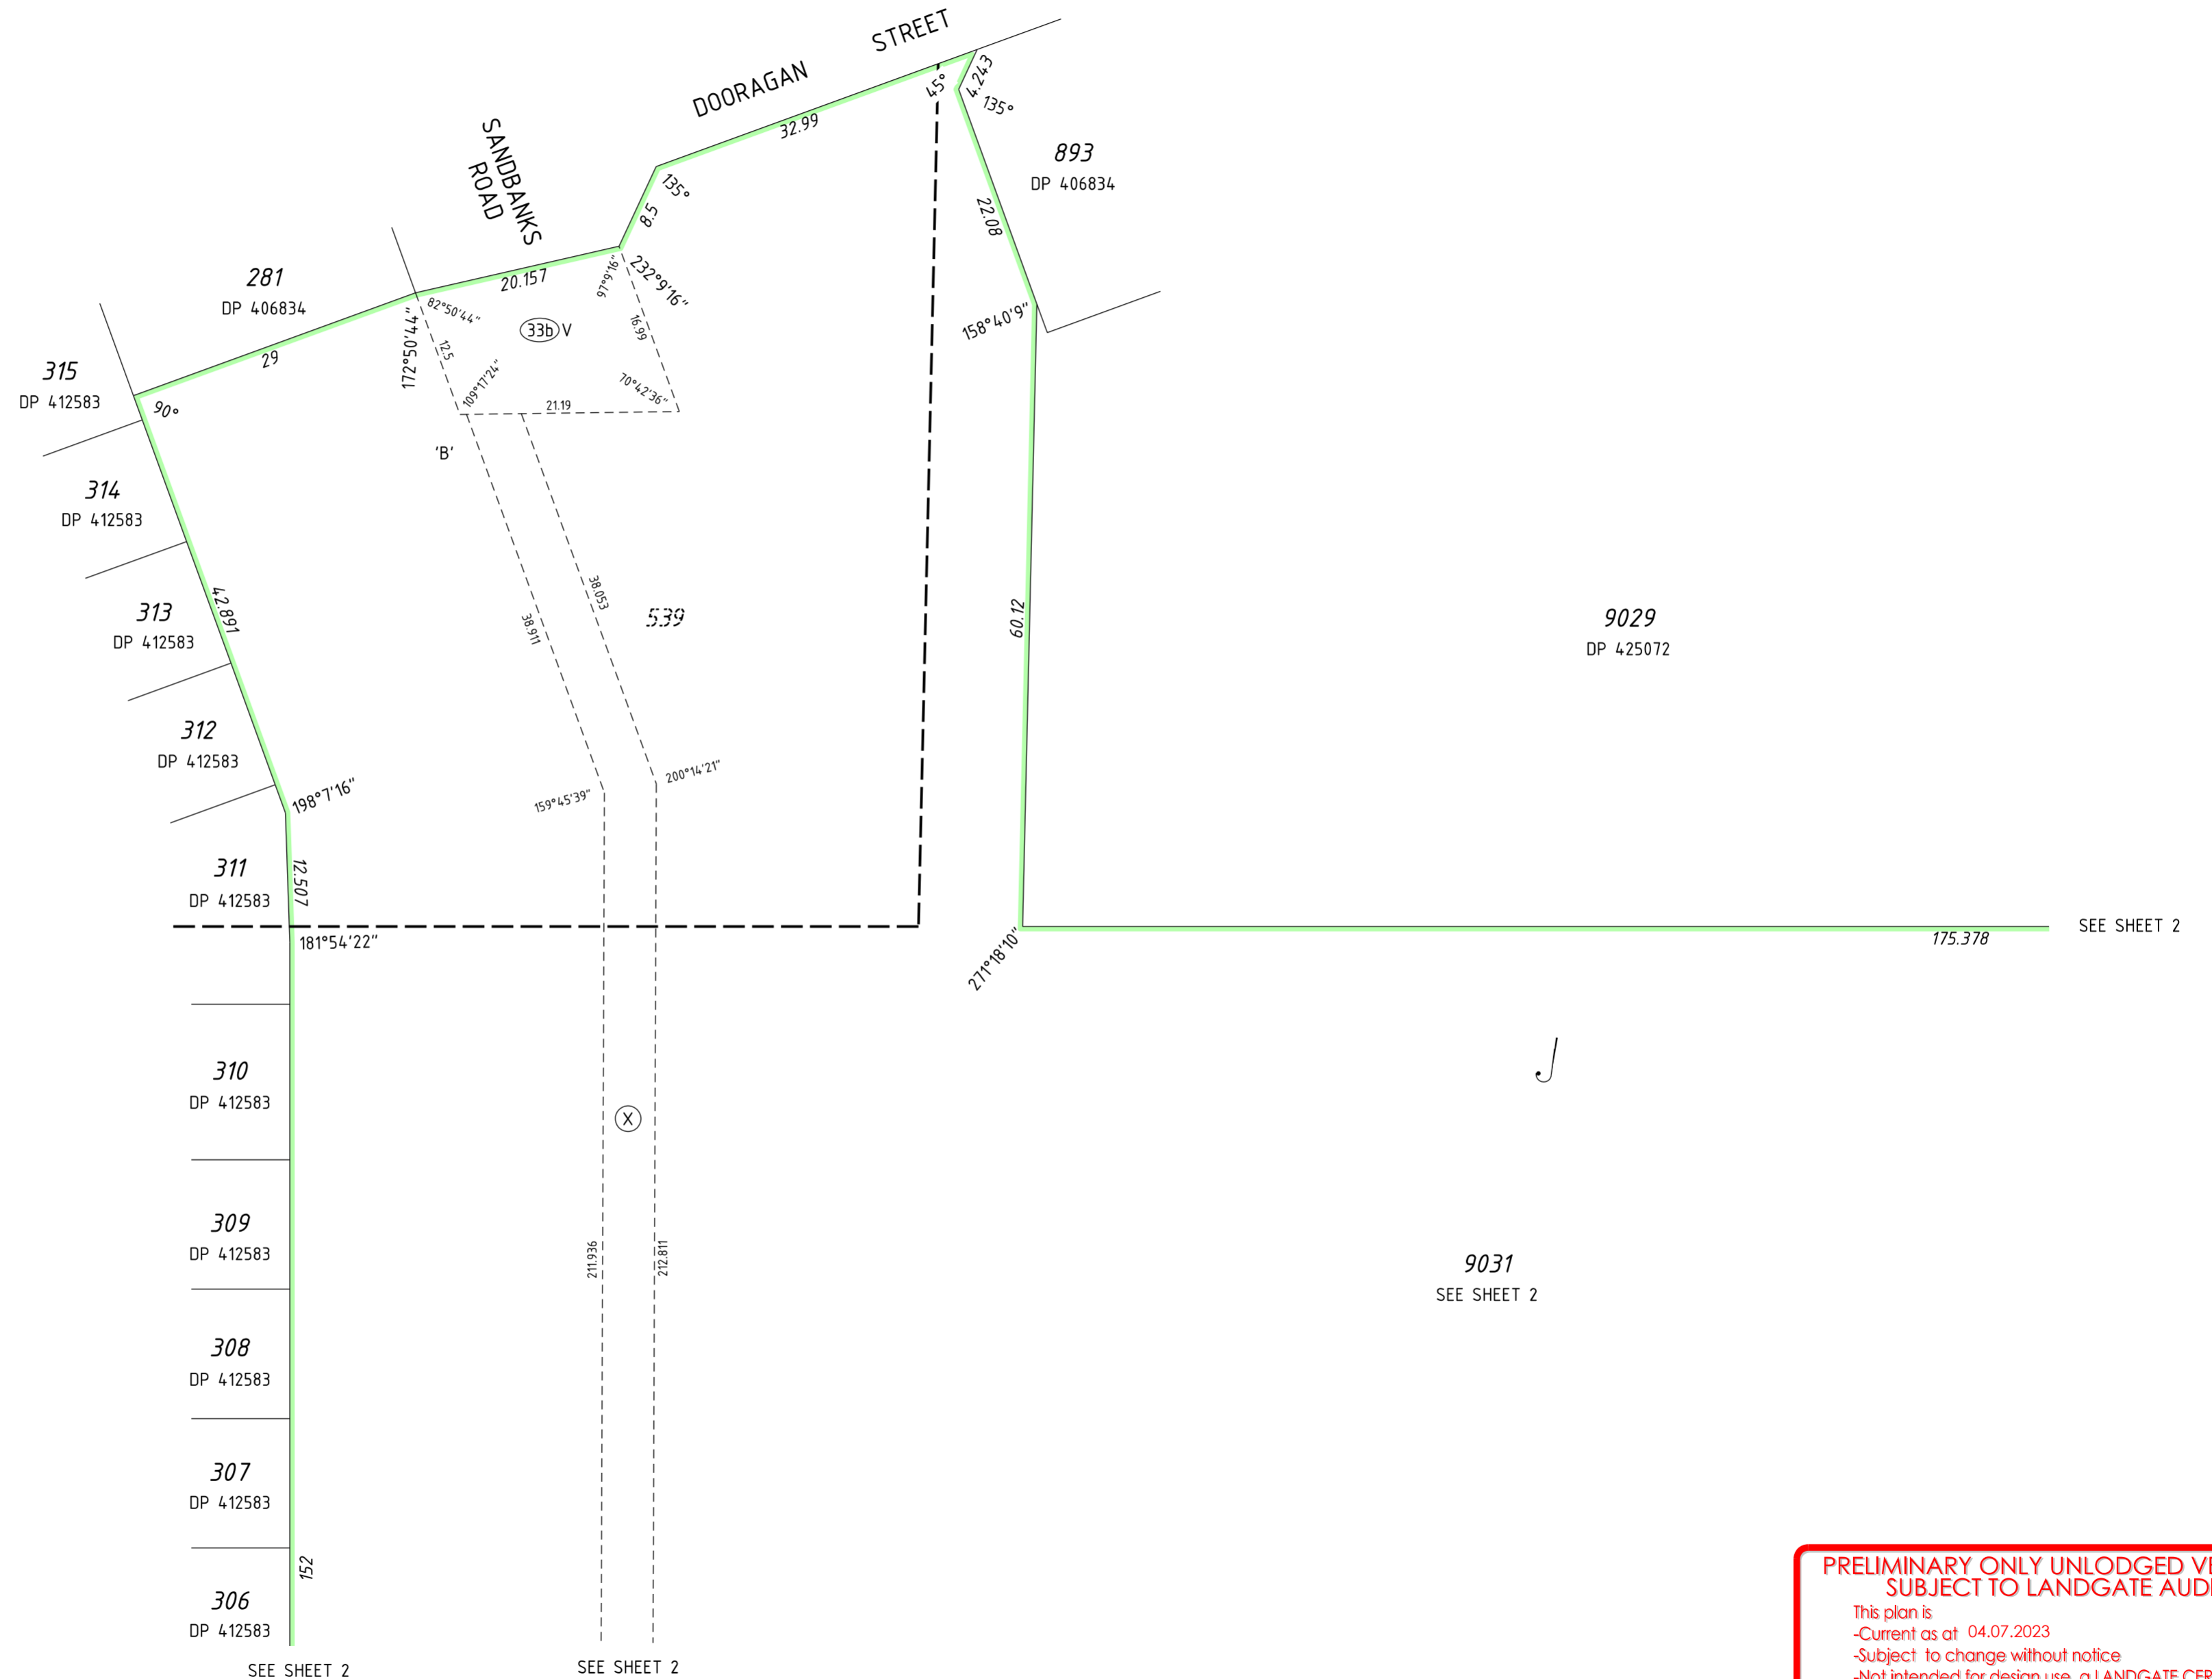 DOORAGAN STREET
SANDBANKS
ROAD
45°
4.243
135°
32.99
893
DP 406834
135°
8.5
22.08
281
DP 406834
20.157
97°9'16"
232°9'16"
82°50'44"
33b V
16.99
158°40'9"
29
172°50'44"
12.5
109°17'24"
70°42'36"
21.19
315
DP 412583
90°
'B'
314
DP 412583
313
DP 412583
42.891
38.911
38.053
539
60.12
9029
DP 425072
312
DP 412583
198°7'16"
159°45'39"
200°14'21"
311
DP 412583
12.507
181°54'22"
271°18'10"
175.378
SEE SHEET 2
J
310
DP 412583
X
309
DP 412583
211.936
212.811
9031
SEE SHEET 2
308
DP 412583
307
DP 412583
152
306
DP 412583
SEE SHEET 2
SEE SHEET 2
PRELIMINARY ONLY UNLODGED
SUBJECT TO LANDGATE
This plan is
-Current as at 04.07.2023
-Subject to change without notice
-Not intended for design use, a LANDGATE